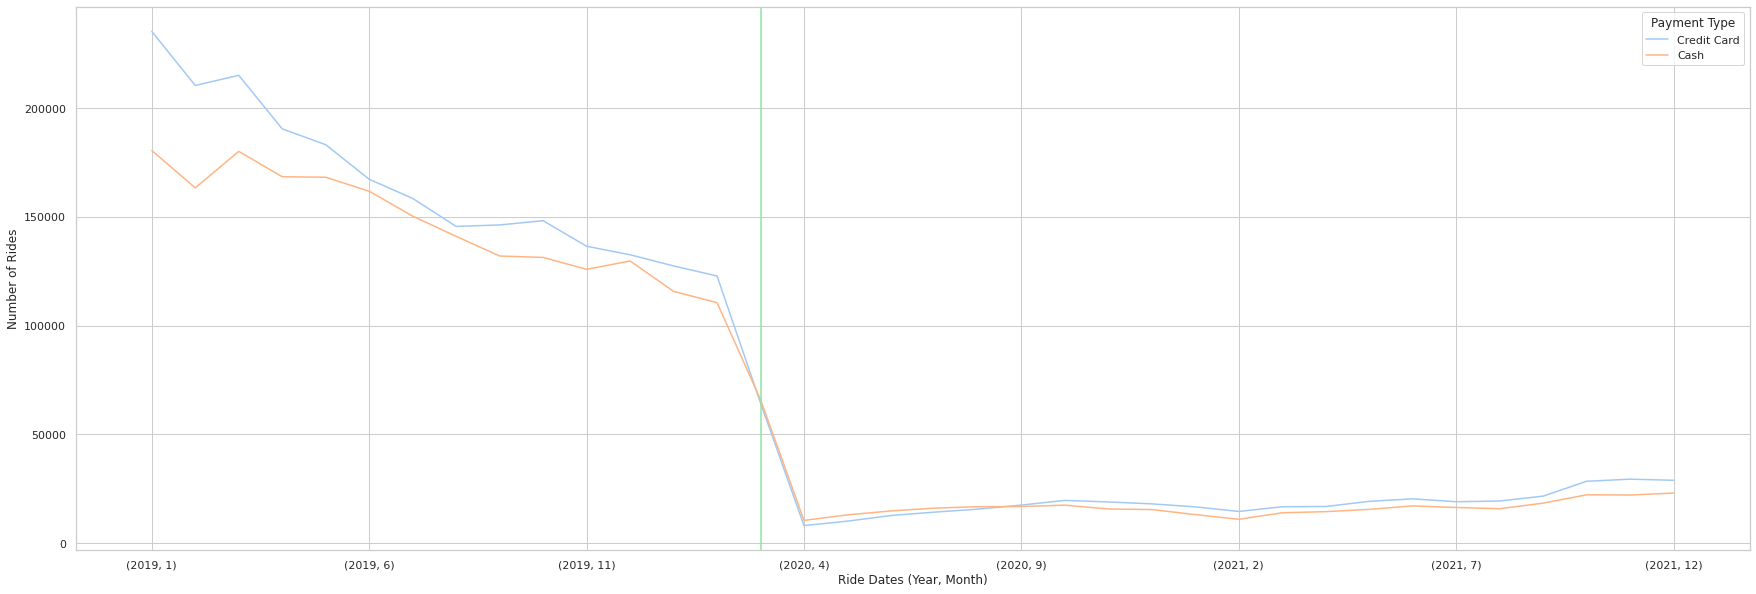 Payment Type
Credit Card
Cash
Number of Rides
200000
150000
100000
50000
0
(2019, 1) (2019, 6) (2019, 11) (2020, 4) (2020, 9) (2021, 2) (2021, 7) (2021, 12)
Ride Dates (Year, Month)